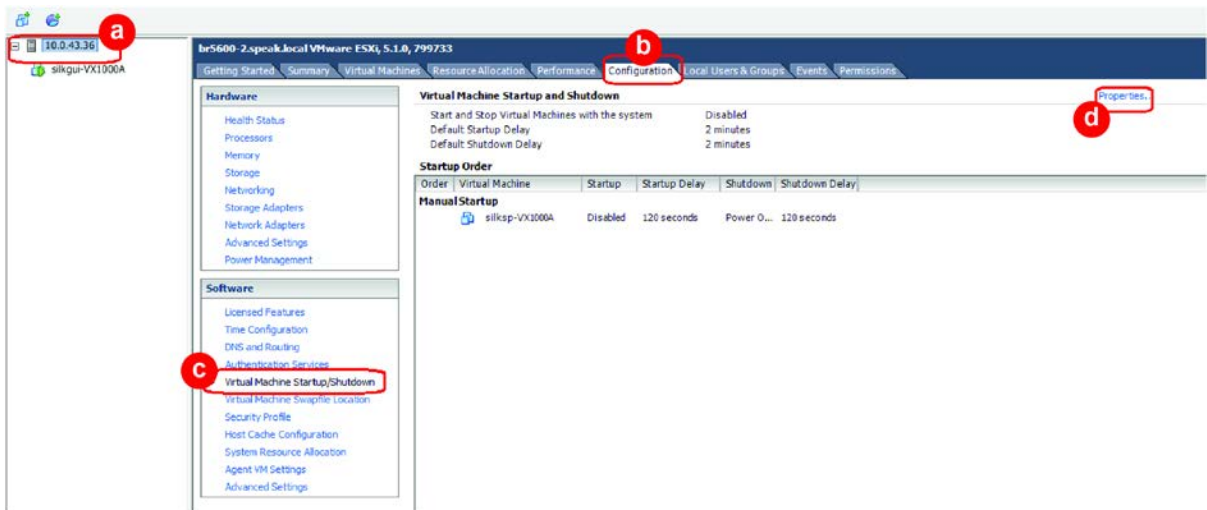 a
10.0.43.36
silkgui-VX1000A
br5600-2.speak.local VMware ESXi, 5.1.0, 799733
b
Getting Started Summary Virtual Machines Resource Allocation Performance Configuration Local Users & Groups Events Permissions
Hardware
Health Status
Processors
Memory
Storage
Networking
Storage Adapters
Network Adapters
Advanced Settings
Power Management
Software
Licensed Features
Time Configuration
DNS and Routing
Authentication Services
c
Virtual Machine Startup/Shutdown
Virtual Machine Swapfile Location
Security Profile
Host Cache Configuration
System Resource Allocation
Agent VM Settings
Advanced Settings
Virtual Machine Startup and Shutdown
Properties...
d
Start and Stop Virtual Machines with the system Disabled
Default Startup Delay 2 minutes
Default Shutdown Delay 2 minutes
Startup Order
Order Virtual Machine Startup Startup Delay Shutdown Shutdown Delay
Manual Startup
silksp-VX1000A Disabled 120 seconds Power O... 120 seconds